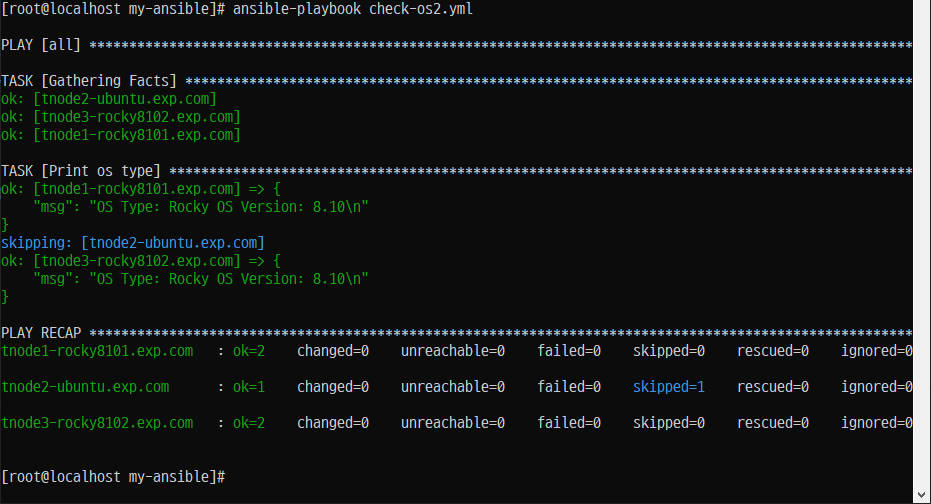 [root@localhost my-ansible]# ansible-playbook check-os2.yml
PLAY [all] *******************************************************************************************************
TASK [Gathering Facts] *******************************************************************************************
ok: [tnode2-ubuntu.exp.com]
ok: [tnode3-rocky8102.exp.com]
ok: [tnode1-rocky8101.exp.com]
TASK [Print os type] *********************************************************************************************
ok: [tnode1-rocky8101.exp.com] => {
    "msg": "OS Type: Rocky OS Version: 8.10\n"
}
skipping: [tnode2-ubuntu.exp.com]
ok: [tnode3-rocky8102.exp.com] => {
    "msg": "OS Type: Rocky OS Version: 8.10\n"
}
PLAY RECAP *******************************************************************************************************
tnode1-rocky8101.exp.com   : ok=2    changed=0    unreachable=0    failed=0    skipped=0    rescued=0    ignored=0
tnode2-ubuntu.exp.com      : ok=1    changed=0    unreachable=0    failed=0    skipped=1    rescued=0    ignored=0
tnode3-rocky8102.exp.com   : ok=2    changed=0    unreachable=0    failed=0    skipped=0    rescued=0    ignored=0
[root@localhost my-ansible]#